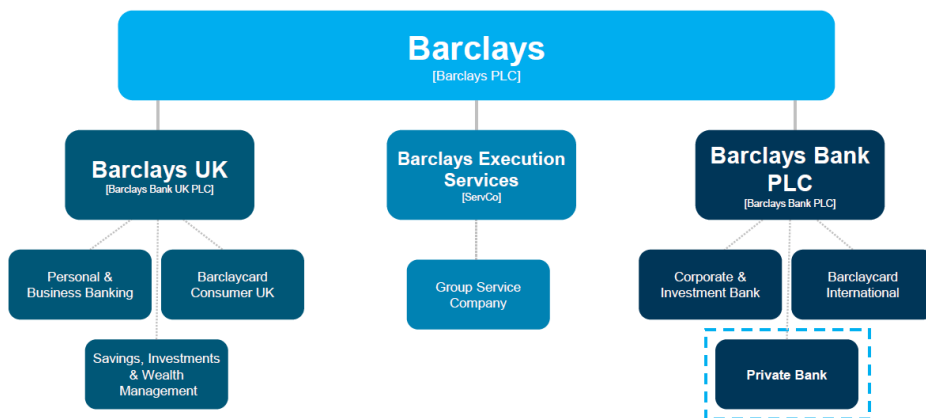 Barclays
[Barclays PLC]
Barclays UK
[Barclays Bank UK PLC]
Barclays Execution
Services
[ServCo]
Barclays Bank
PLC
[Barclays Bank PLC]
Personal &
Business Banking
Barclaycard
Consumer UK
Savings, Investments
& Wealth
Management
Group Service
Company
Corporate &
Investment Bank
Barclaycard
International
Private Bank